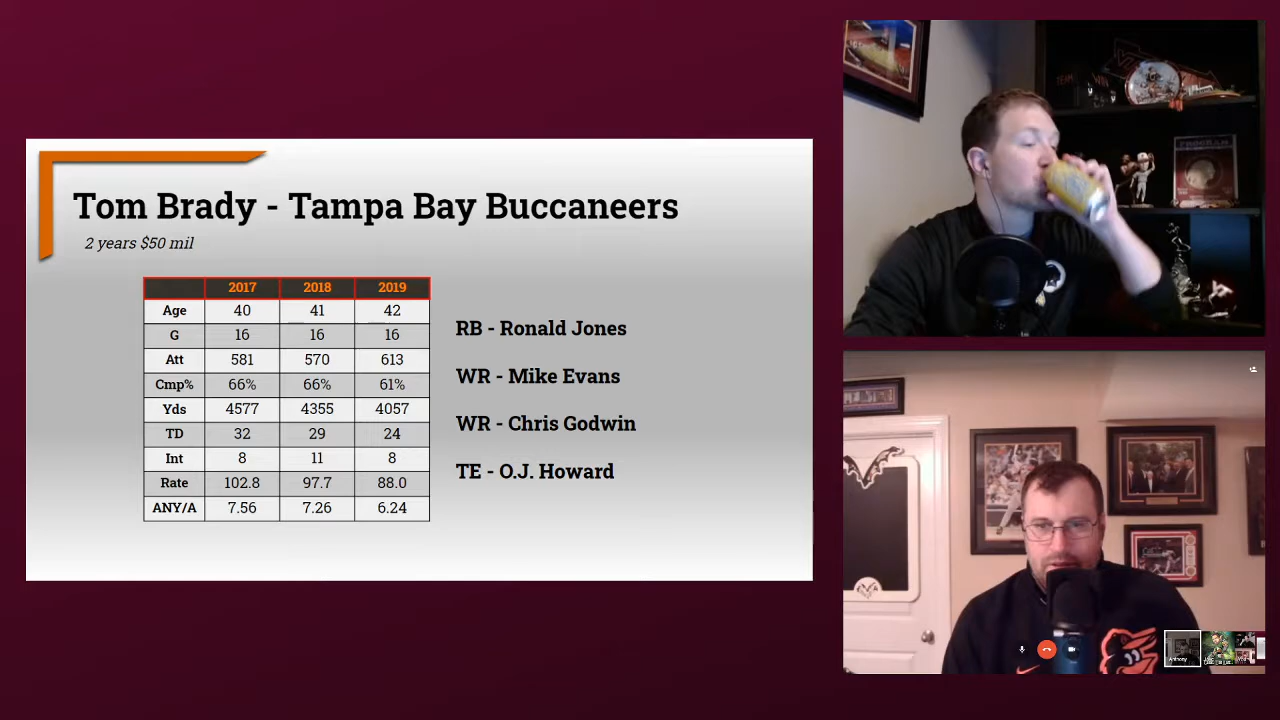 Tom Brady - Tampa Bay Buccaneers
2 years $50 mil
2017 2018 2019
Age 40 41 42
G 16 16 16
Att 581 570 613
Cmp% 66% 66% 61%
Yds 4577 4355 4057
TD 32 29 24
Int 8 11 8
Rate 102.8 97.7 88.0
ANY/A 7.56 7.26 6.24
RB - Ronald Jones
WR - Mike Evans
WR - Chris Godwin
TE - O.J. Howard
PROGRAM
Anthony